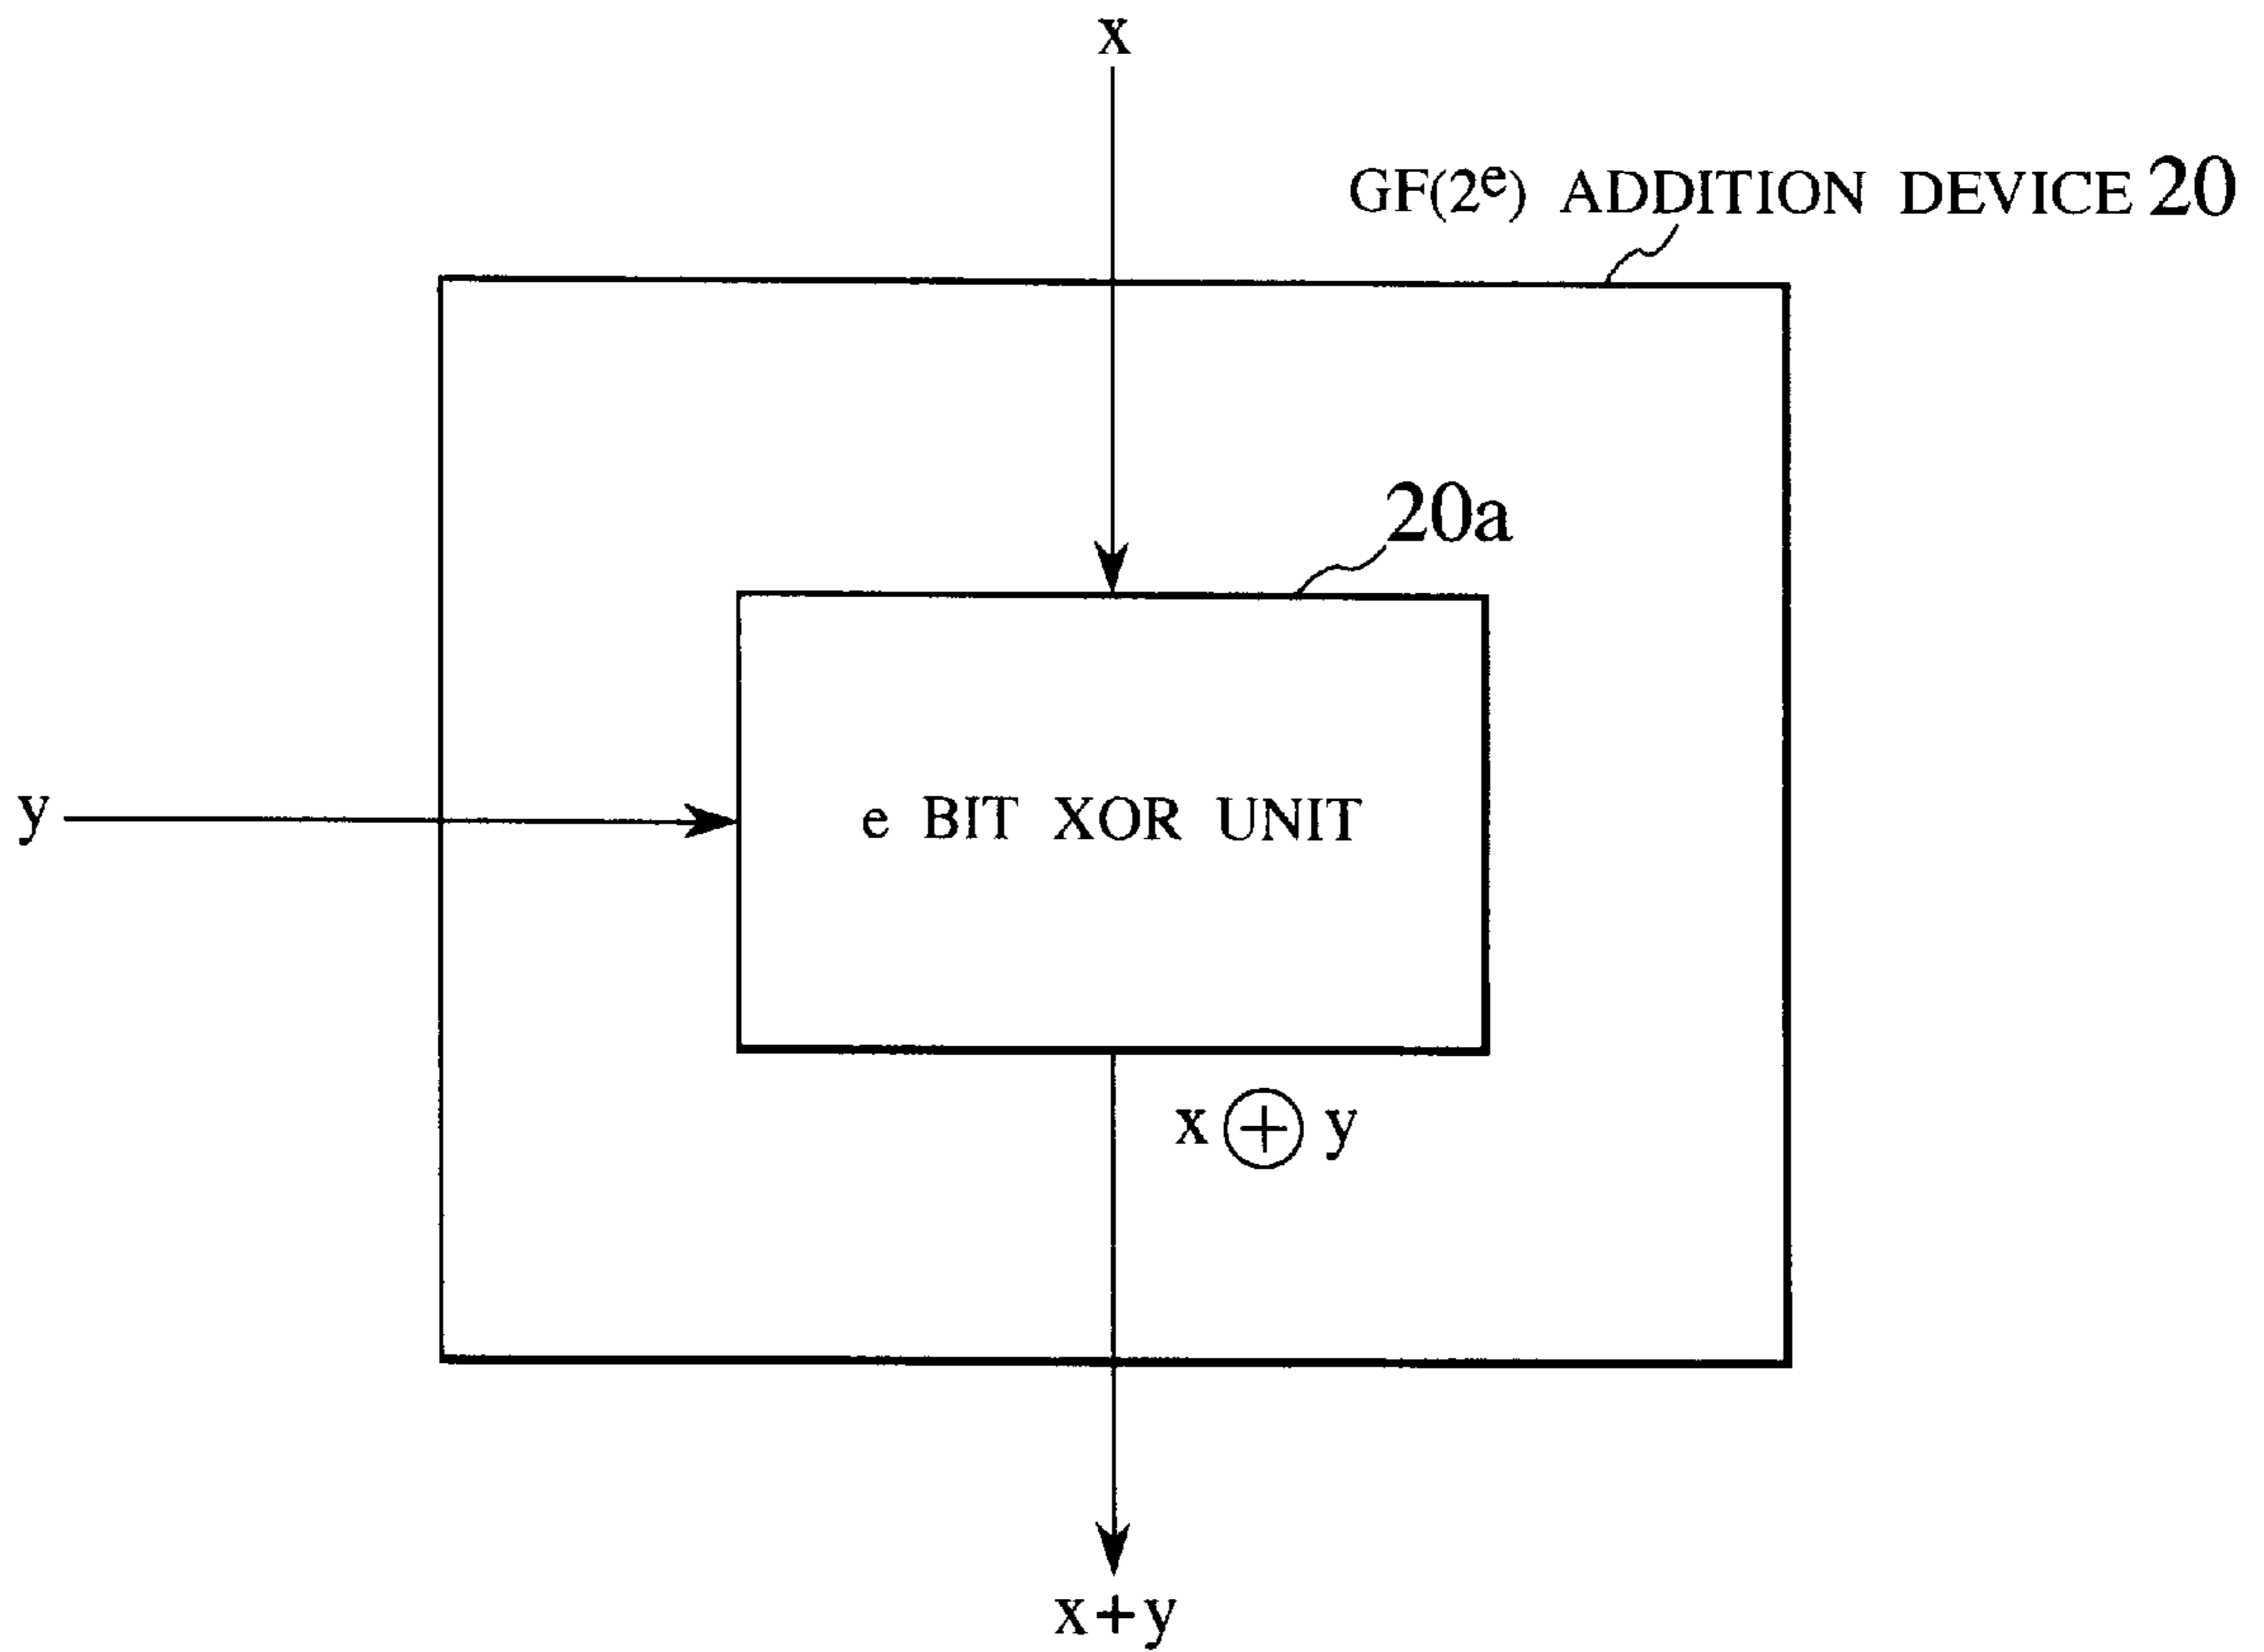 x
GF(2ᵉ) ADDITION DEVICE 20
20a
y
e BIT XOR UNIT
x ⊕ y
x+y